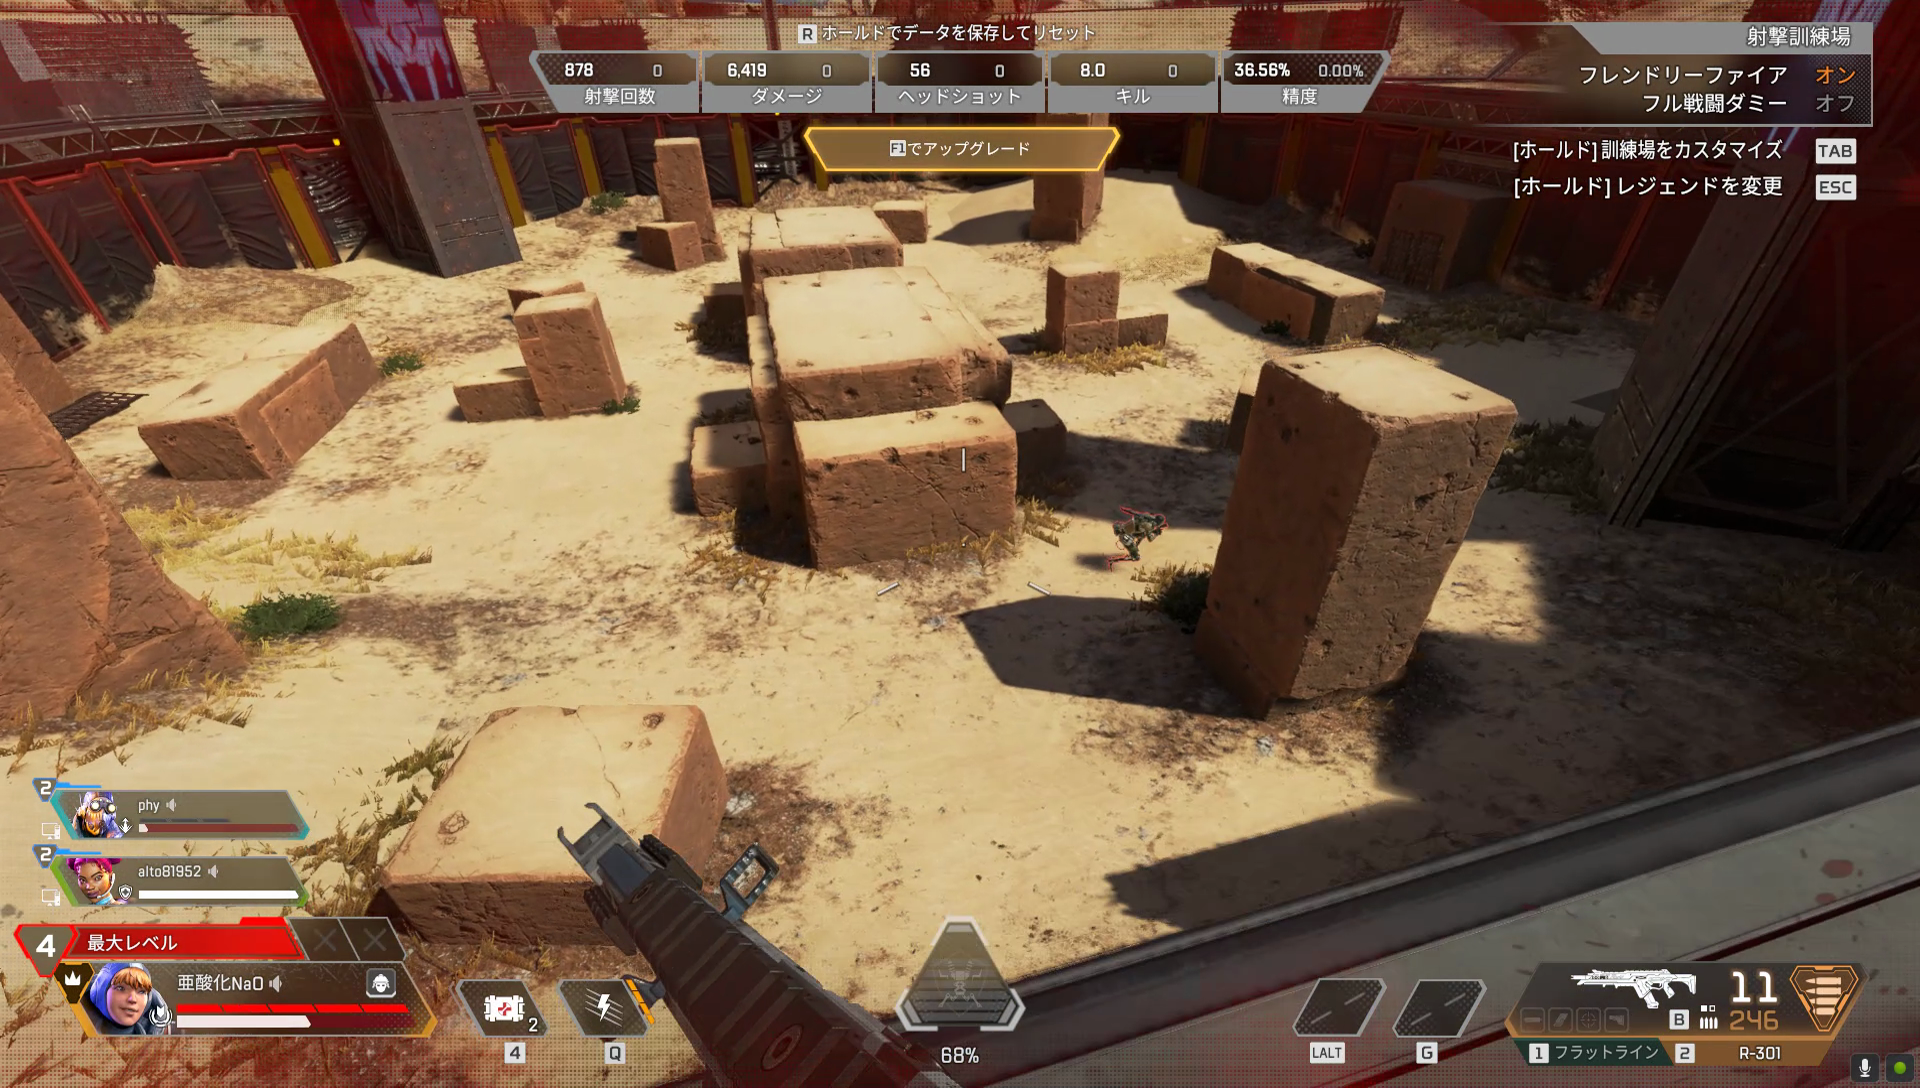 R ホールドでデータを保存してリセット
878 0
射撃回数
6,419 0
ダメージ
56 0
ヘッドショット
8.0 0
キル
36.56% 0.00%
精度
F1でアップグレード
射撃訓練場
フレンドリーファイア オン
フル戦闘ダミー オフ
[ホールド]訓練場をカスタマイズ TAB
[ホールド]レジェンドを変更 ESC
2
phy
2
alto81952
4 最大レベル
亜酸化NaO
2
4
Q
68%
LALT
G
11
B 246
1 フラットライン
2 R-301